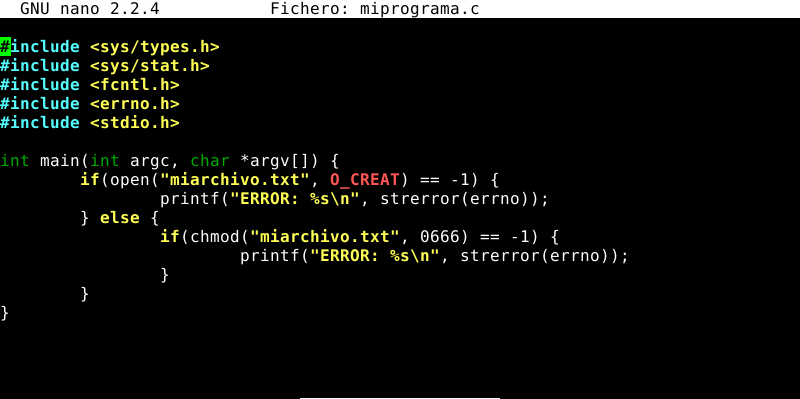 GNU nano 2.2.4 Fichero: miprograma.c
#include <sys/types.h>
#include <sys/stat.h>
#include <fcntl.h>
#include <errno.h>
#include <stdio.h>
int main(int argc, char *argv[]) {
if(open("miarchivo.txt", O_CREAT) == -1) {
printf("ERROR: %s\n", strerror(errno));
} else {
if(chmod("miarchivo.txt", 0666) == -1) {
printf("ERROR: %s\n", strerror(errno));
}
}
}